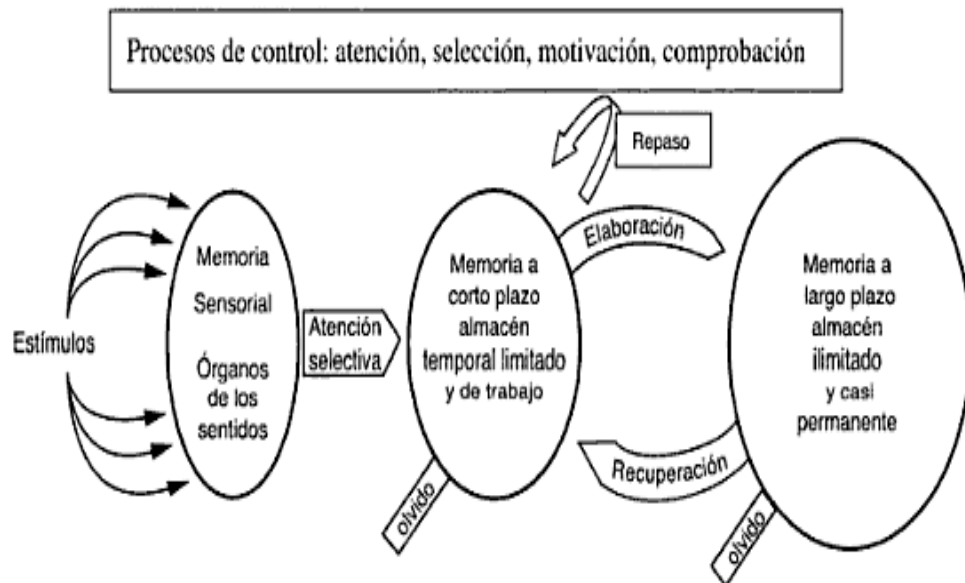 Procesos de control: atención, selección, motivación, comprobación
Repaso
Elaboración
Estímulos
Memoria
Sensorial
Órganos
de los
sentidos
Atención
selectiva
Memoria a
corto plazo
almacén
temporal limitado
y de trabajo
Memoria a
largo plazo
almacén
ilimitado
y casi
permanente
Recuperación
olvido
olvido